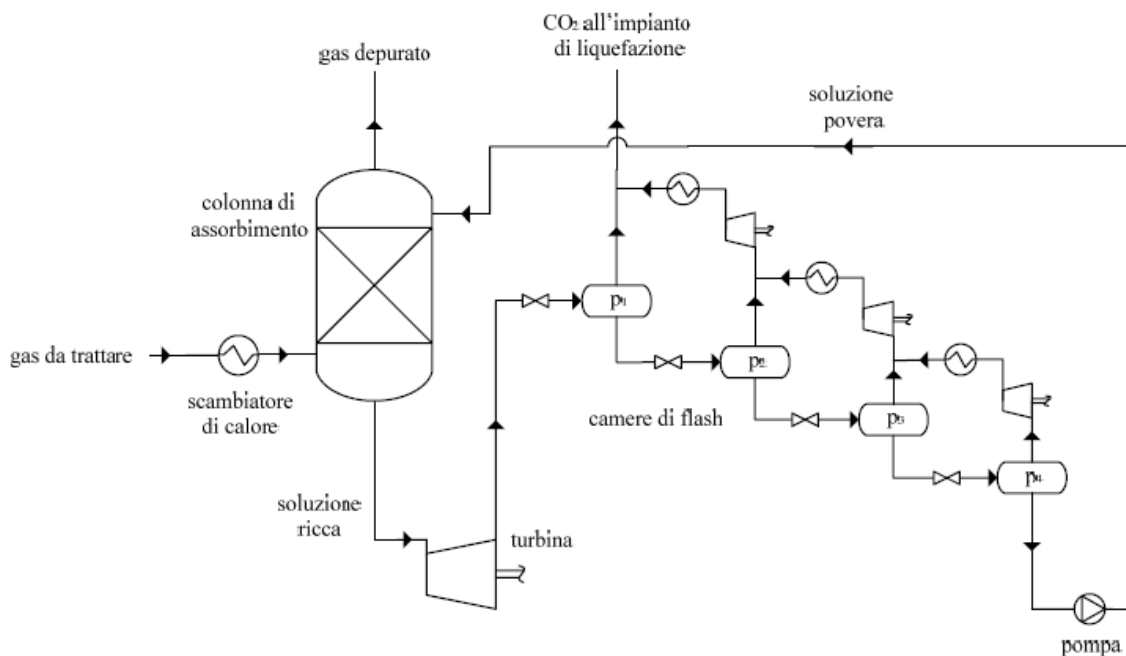 CO₂ all'impianto
di liquefazione
gas depurato
soluzione
povera
colonna di
assorbimento
p₁
gas da trattare
p₂
scambiatore
di calore
camere di flash
p₃
p₄
soluzione
ricca
turbina
pompa